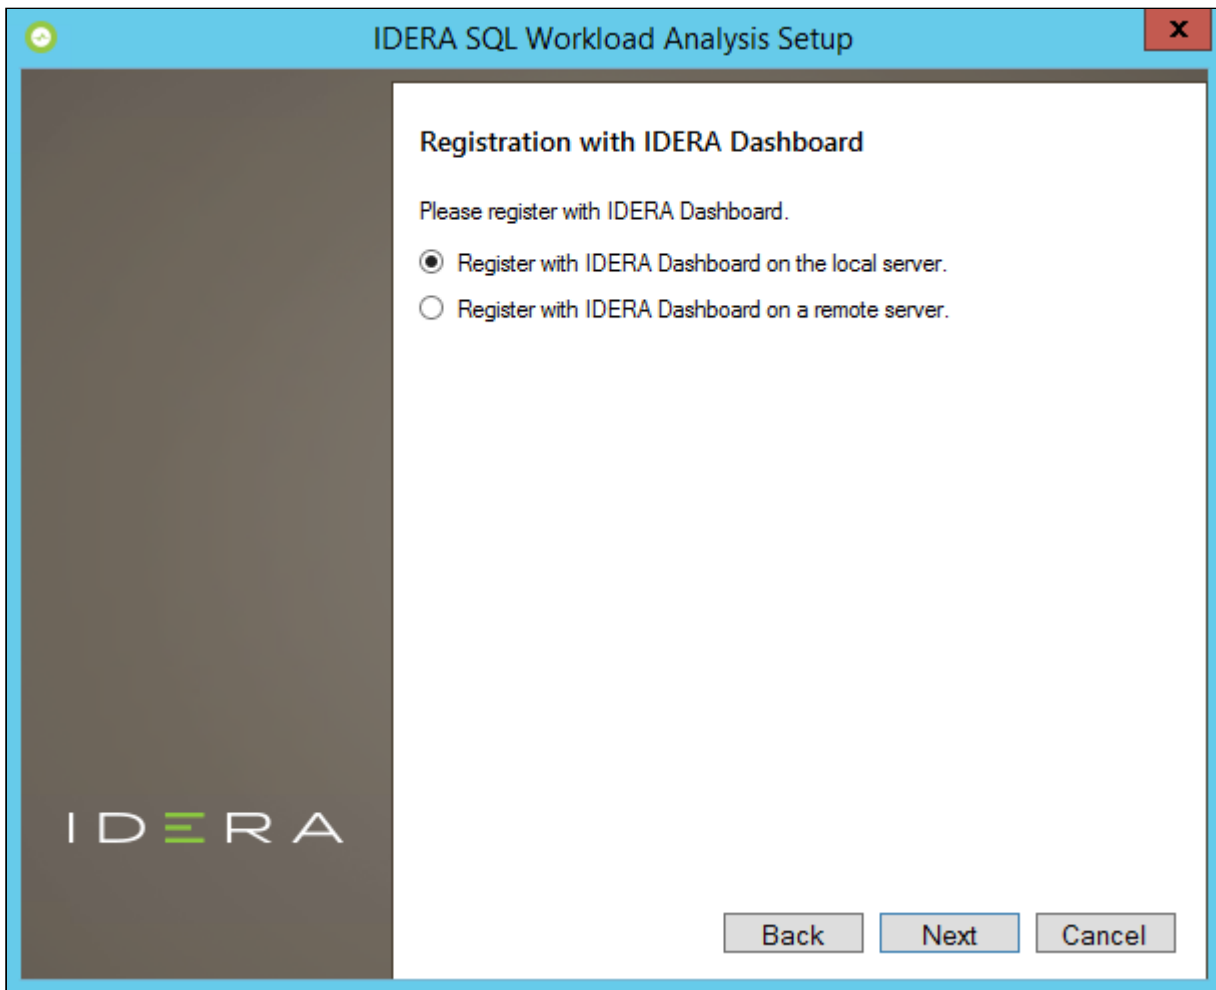 IDERA SQL Workload Analysis Setup
x
Registration with IDERA Dashboard
Please register with IDERA Dashboard.
Register with IDERA Dashboard on the local server.
Register with IDERA Dashboard on a remote server.
IDERA
Back
Next
Cancel